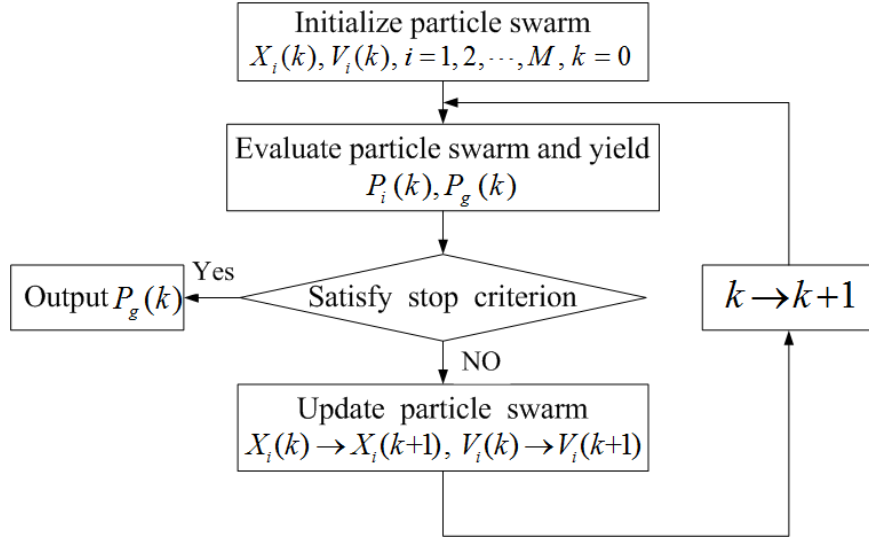 Initialize particle swarm
X_i(k), V_i(k), i = 1, 2, ⋯, M, k = 0
Evaluate particle swarm and yield
P_i(k), P_g(k)
Yes
Output P_g(k)
Satisfy stop criterion
k → k+1
NO
Update particle swarm
X_i(k) → X_i(k+1), V_i(k) → V_i(k+1)